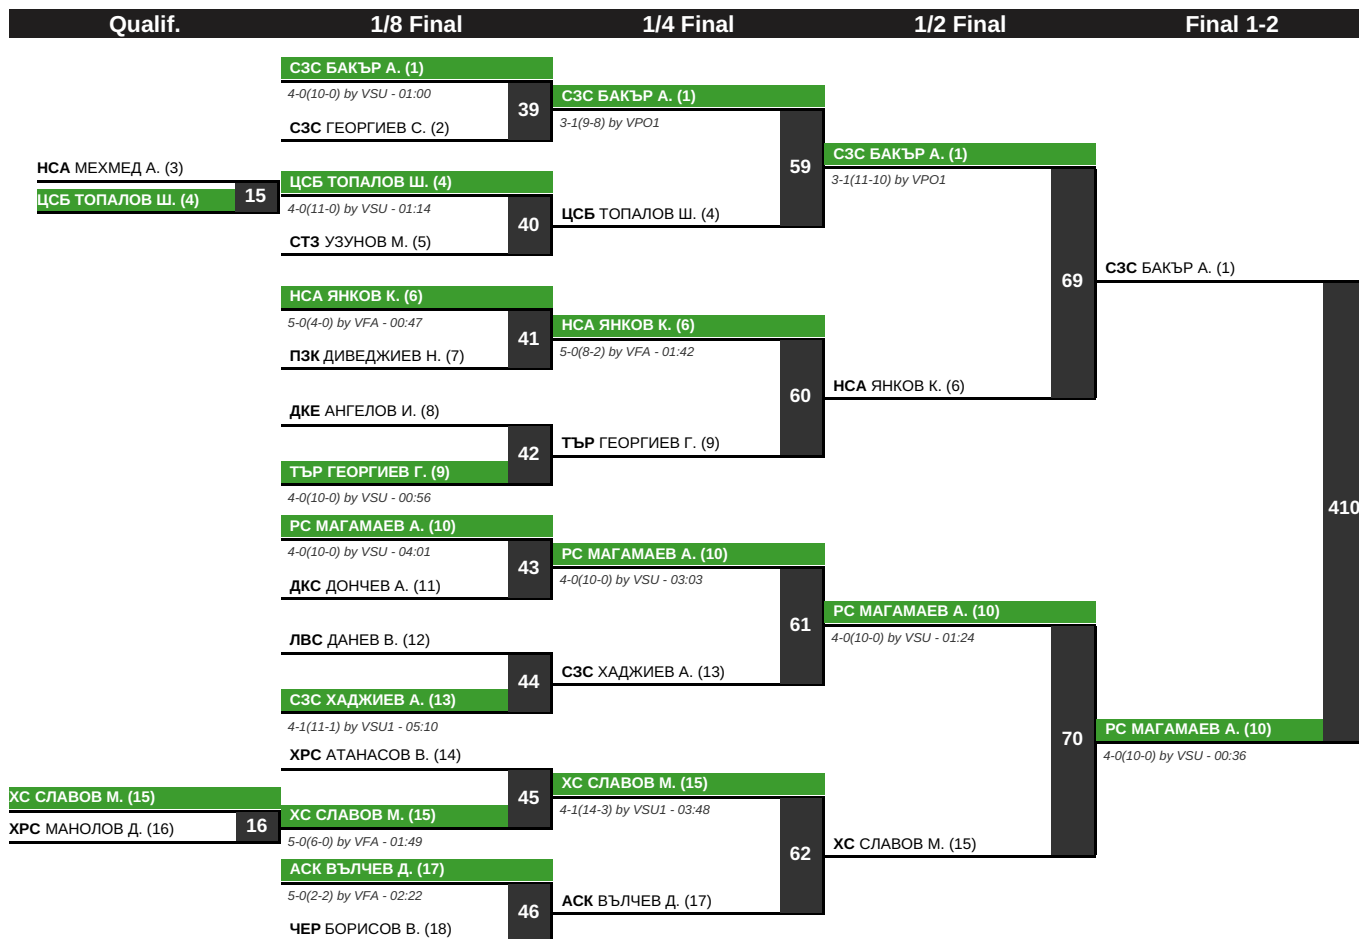 Qualif. 1/8 Final 1/4 Final 1/2 Final Final 1-2
НСА МЕХМЕД А. (3)
15
ЦСБ ТОПАЛОВ Ш. (4)
ХС СЛАВОВ М. (15)
16
ХРС МАНОЛОВ Д. (16)
СЗС БАКЪР А. (1)
4-0(10-0) by VSU - 01:00
39
СЗС ГЕОРГИЕВ С. (2)
ЦСБ ТОПАЛОВ Ш. (4)
4-0(11-0) by VSU - 01:14
40
СТЗ УЗУНОВ М. (5)
НСА ЯНКОВ К. (6)
5-0(4-0) by VFA - 00:47
41
ПЗК ДИВЕДЖИЕВ Н. (7)
ДКЕ АНГЕЛОВ И. (8)
42
ТЪР ГЕОРГИЕВ Г. (9)
4-0(10-0) by VSU - 00:56
РС МАГАМАЕВ А. (10)
4-0(10-0) by VSU - 04:01
43
ДКС ДОНЧЕВ А. (11)
ЛВС ДАНЕВ В. (12)
44
СЗС ХАДЖИЕВ А. (13)
4-1(11-1) by VSU1 - 05:10
ХРС АТАНАСОВ В. (14)
45
ХС СЛАВОВ М. (15)
5-0(6-0) by VFA - 01:49
АСК ВЪЛЧЕВ Д. (17)
5-0(2-2) by VFA - 02:22
46
ЧЕР БОРИСОВ В. (18)
СЗС БАКЪР А. (1)
3-1(9-8) by VPO1
59
ЦСБ ТОПАЛОВ Ш. (4)
НСА ЯНКОВ К. (6)
5-0(8-2) by VFA - 01:42
60
ТЪР ГЕОРГИЕВ Г. (9)
РС МАГАМАЕВ А. (10)
4-0(10-0) by VSU - 03:03
61
СЗС ХАДЖИЕВ А. (13)
ХС СЛАВОВ М. (15)
4-1(14-3) by VSU1 - 03:48
62
АСК ВЪЛЧЕВ Д. (17)
СЗС БАКЪР А. (1)
3-1(11-10) by VPO1
69
НСА ЯНКОВ К. (6)
РС МАГАМАЕВ А. (10)
4-0(10-0) by VSU - 01:24
70
ХС СЛАВОВ М. (15)
СЗС БАКЪР А. (1)
410
РС МАГАМАЕВ А. (10)
4-0(10-0) by VSU - 00:36